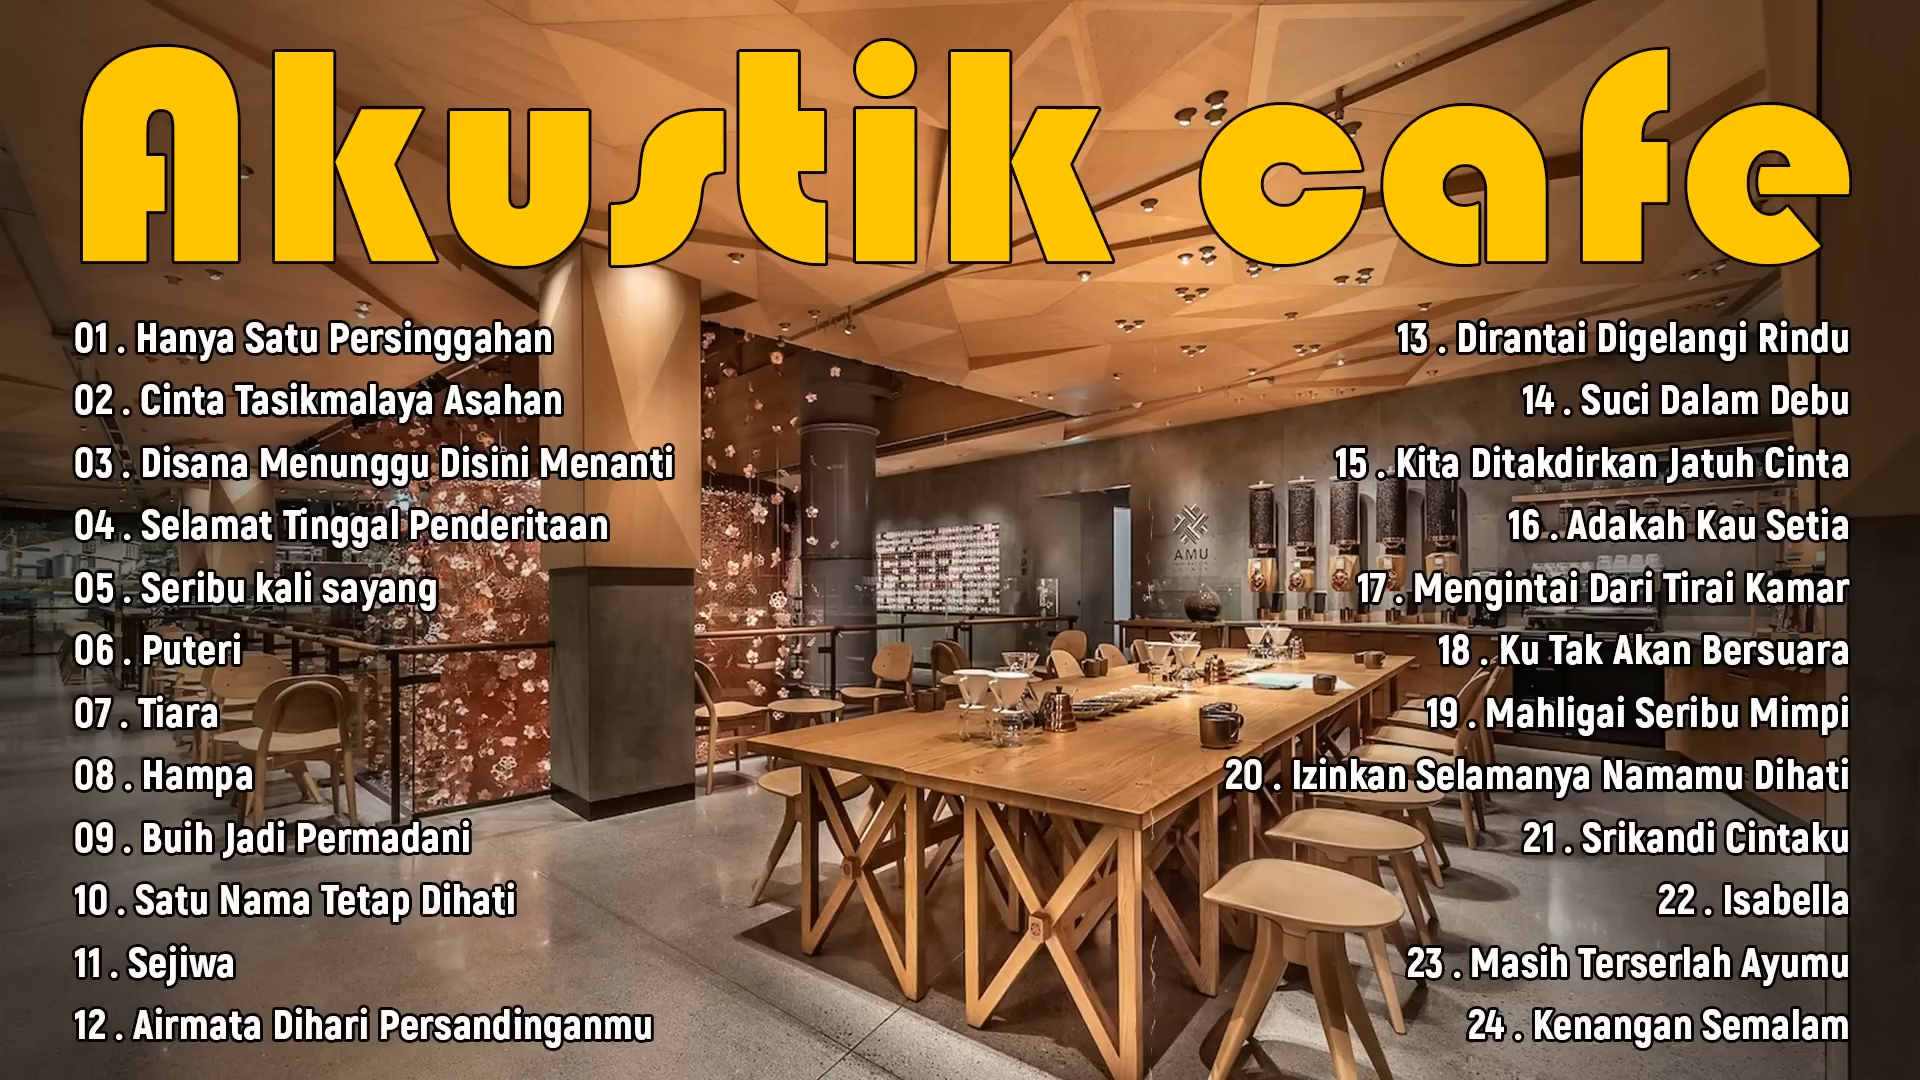 Akustik cafe
01 . Hanya Satu Persinggahan
02 . Cinta Tasikmalaya Asahan
03 . Disana Menunggu Disini Menanti
04 . Selamat Tinggal Penderitaan
05 . Seribu kali sayang
06 . Puteri
07 . Tiara
08 . Hampa
09 . Buih Jadi Permadani
10 . Satu Nama Tetap Dihati
11 . Sejiwa
12 . Airmata Dihari Persandinganmu
13 . Dirantai Digelangi Rindu
14 . Suci Dalam Debu
15 . Kita Ditakdirkan Jatuh Cinta
16 . Adakah Kau Setia
17 . Mengintai Dari Tirai Kamar
18 . Ku Tak Akan Bersuara
19 . Mahligai Seribu Mimpi
20 . Izinkan Selamanya Namamu Dihati
21 . Srikandi Cintaku
22 . Isabella
23 . Masih Terserlah Ayumu
24 . Kenangan Semalam
AMU